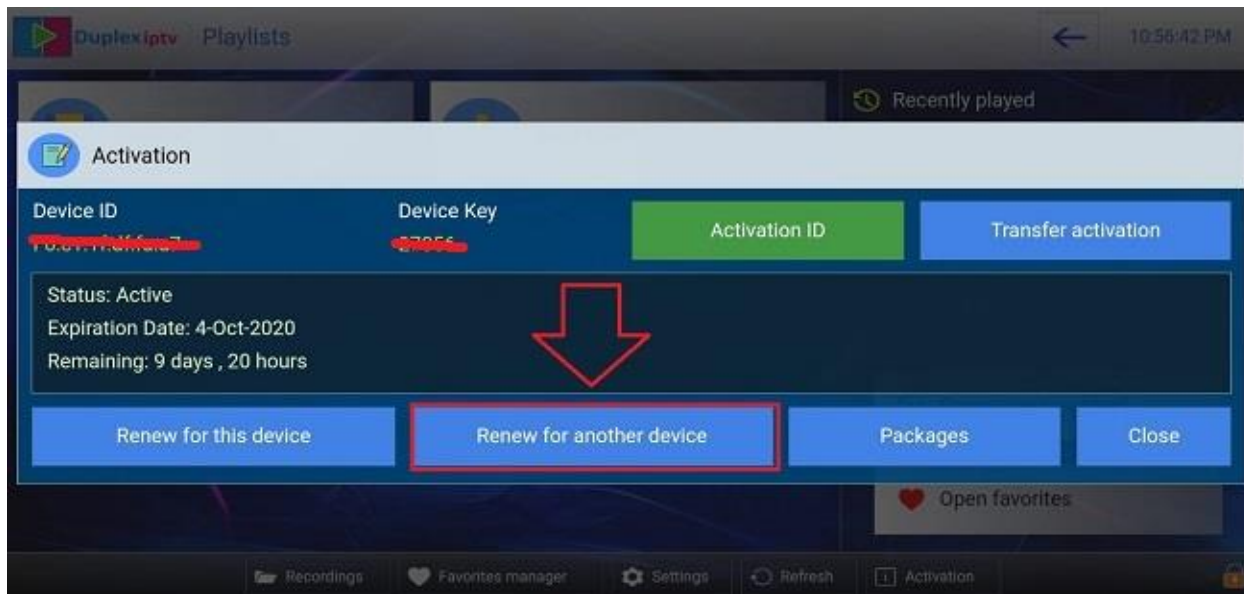 Duplexiptv Playlists
10:56:42 PM
Recently played
Activation
Device ID
Device Key
Activation ID
Transfer activation
Status: Active
Expiration Date: 4-Oct-2020
Remaining: 9 days , 20 hours
Renew for this device
Renew for another device
Packages
Close
Open favorites
Recordings
Favorites manager
Settings
Refresh
Activation